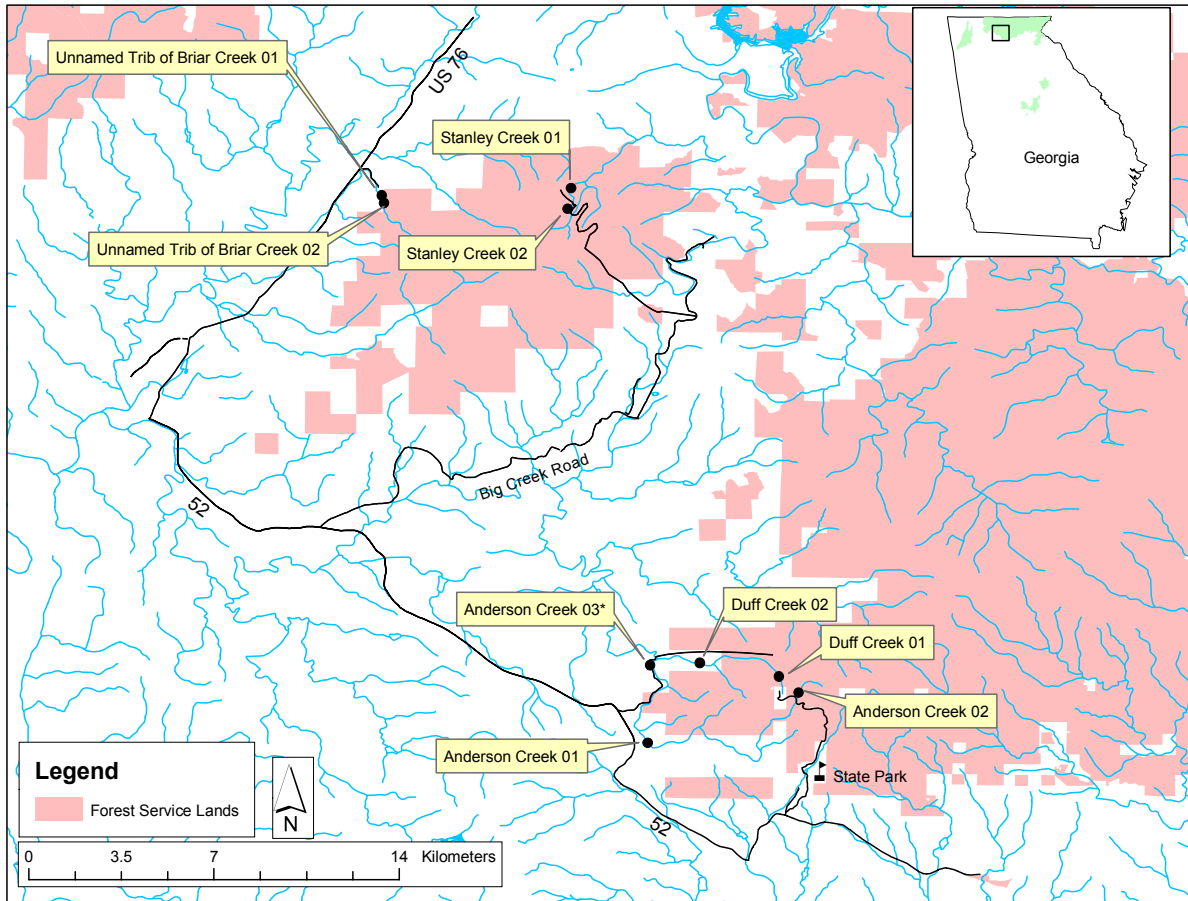 Unnamed Trib of Briar Creek 01
US 76
Stanley Creek 01
Georgia
Unnamed Trib of Briar Creek 02
Stanley Creek 02
Big Creek Road
52
Anderson Creek 03*
Duff Creek 02
Duff Creek 01
Anderson Creek 02
Anderson Creek 01
State Park
52
Legend
Forest Service Lands
N
0 3.5 7 14 Kilometers